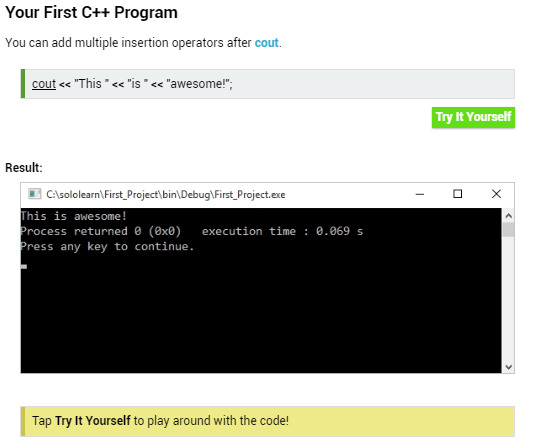 Your First C++ Program
You can add multiple insertion operators after cout.
cout << "This " << "is " << "awesome!";
Try It Yourself
Result:
C:\sololearn\First_Project\bin\Debug\First_Project.exe
This is awesome!
Process returned 0 (0x0)   execution time : 0.069 s
Press any key to continue.
Tap Try It Yourself to play around with the code!